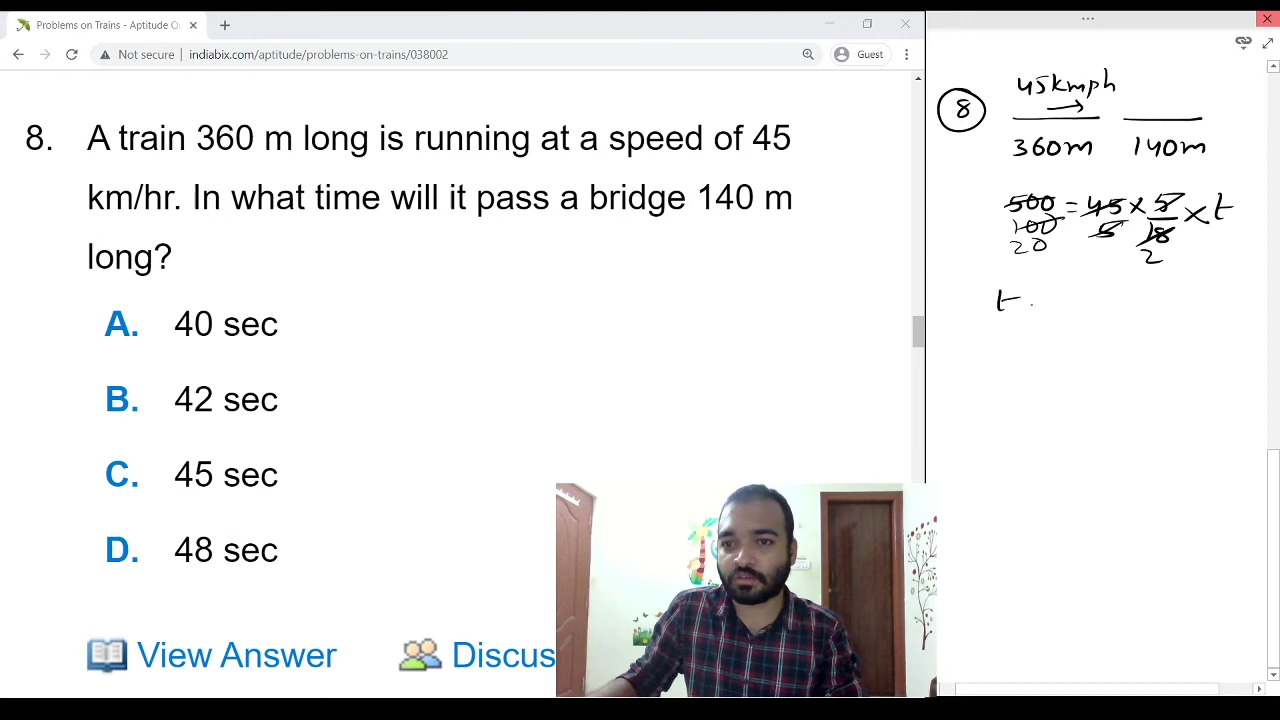 Problems on Trains - Aptitude Q
Not secure
indiabix.com/aptitude/problems-on-trains/038002
Guest
8. A train 360 m long is running at a speed of 45
km/hr. In what time will it pass a bridge 140 m
long?
A. 40 sec
B. 42 sec
C. 45 sec
D. 48 sec
View Answer
Discus
8
45kmph
360m 140m
500 = 45 × 5 × t
100 5 18
20 2
t